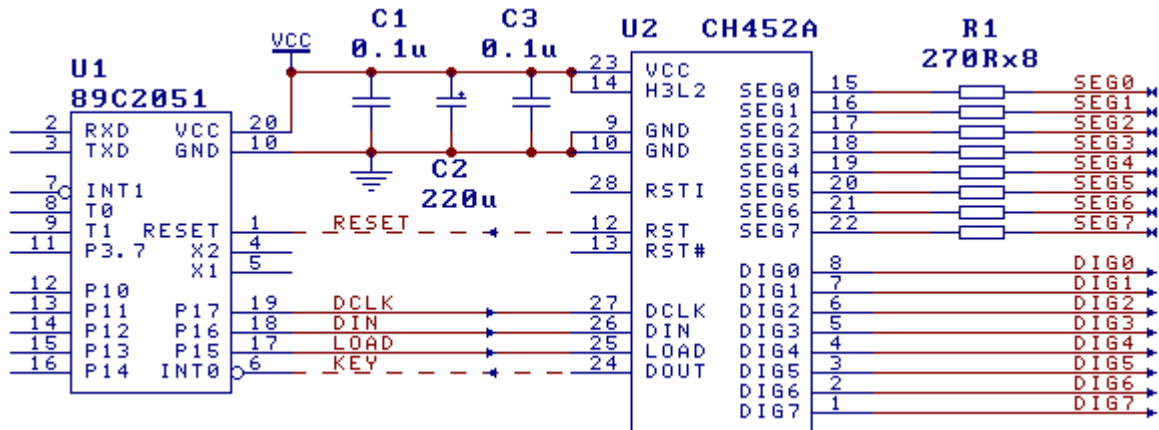 C1 C3 U2 CH452A R1
VCC 0.1u 0.1u 270Rx8
U1
89C2051
23 VCC
14 H3L2 SEG0 15 SEG0
SEG1 16 SEG1
2 RXD VCC 20 9 GND SEG2 17 SEG2
3 TXD GND 10 10 GND SEG3 18 SEG3
C2 SEG4 19 SEG4
7 INT1 220u 28 RSTI SEG5 20 SEG5
8 T0 SEG6 21 SEG6
9 T1 RESET 1 RESET 12 RST SEG7 22 SEG7
11 P3.7 X2 4 13 RST#
X1 5 DIG0 8 DIG0
12 P10 DIG1 7 DIG1
13 P11 P17 19 DCLK 27 DCLK DIG2 6 DIG2
14 P12 P16 18 DIN 26 DIN DIG3 5 DIG3
15 P13 P15 17 LOAD 25 LOAD DIG4 4 DIG4
16 P14 INT0 6 KEY 24 DOUT DIG5 3 DIG5
DIG6 2 DIG6
DIG7 1 DIG7